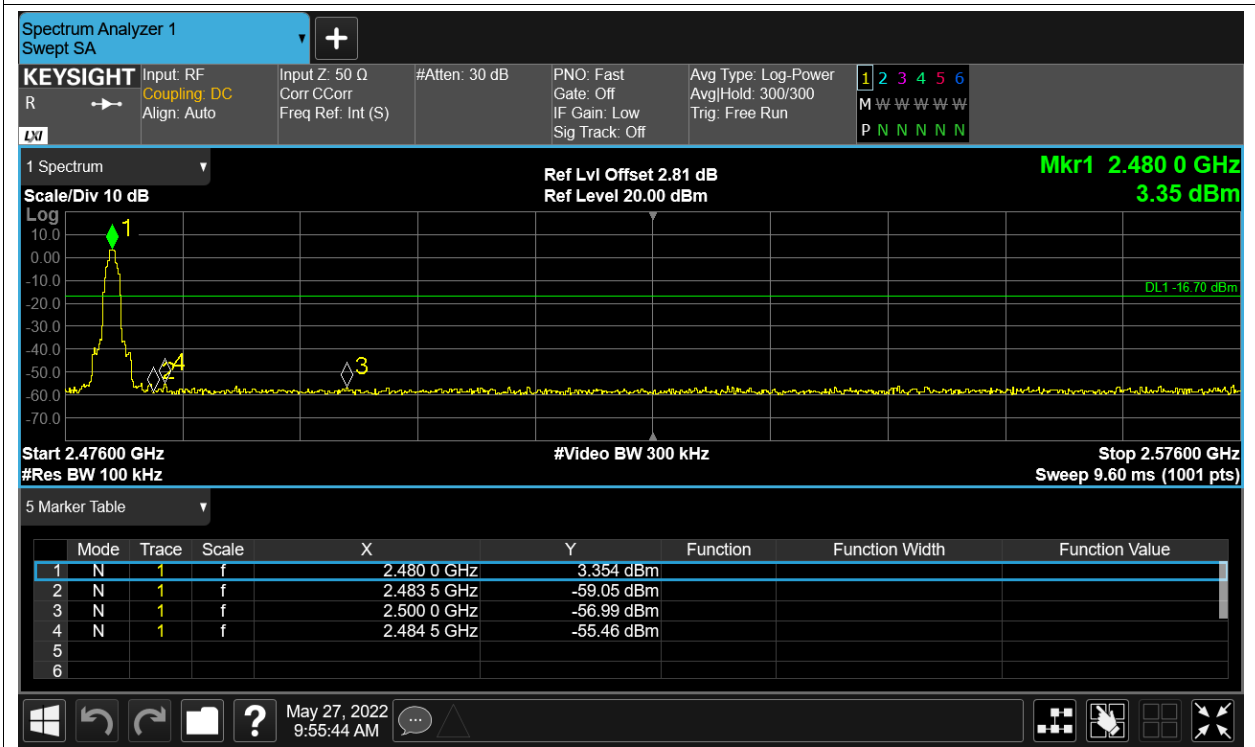 Spectrum Analyzer 1
Swept SA
+
KEYSIGHT Input: RF Input Z: 50 Ω #Atten: 30 dB PNO: Fast Avg Type: Log-Power 1 2 3 4 5 6
R Coupling: DC Corr CCorr Gate: Off Avg|Hold: 300/300 M W W W W W
Align: Auto Freq Ref: Int (S) IF Gain: Low Trig: Free Run
LXI Sig Track: Off P N N N N N
1 Spectrum Ref Lvl Offset 2.81 dB Mkr1 2.480 0 GHz
Scale/Div 10 dB Ref Level 20.00 dBm 3.35 dBm
Log
1
10.0
0.00
-10.0
DL1 -16.70 dBm
-20.0
-30.0
-40.0
2 4 3
-50.0
-60.0
-70.0
Start 2.47600 GHz #Video BW 300 kHz Stop 2.57600 GHz
#Res BW 100 kHz Sweep 9.60 ms (1001 pts)
5 Marker Table
Mode Trace Scale X Y Function Function Width Function Value
1 N 1 f 2.480 0 GHz 3.354 dBm
2 N 1 f 2.483 5 GHz -59.05 dBm
3 N 1 f 2.500 0 GHz -56.99 dBm
4 N 1 f 2.484 5 GHz -55.46 dBm
5
6
? May 27, 2022
9:55:44 AM